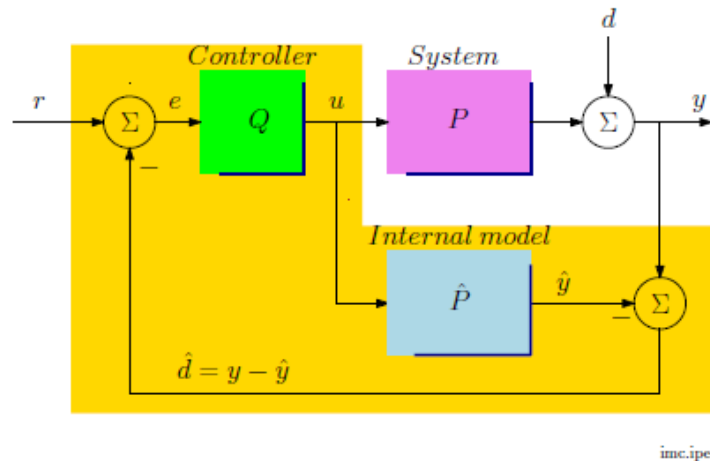 d
Controller
System
r
Σ
e
Q
u
P
Σ
y
−
Internal model
P̂
ŷ
Σ
−
d̂ = y − ŷ
imc.ipe